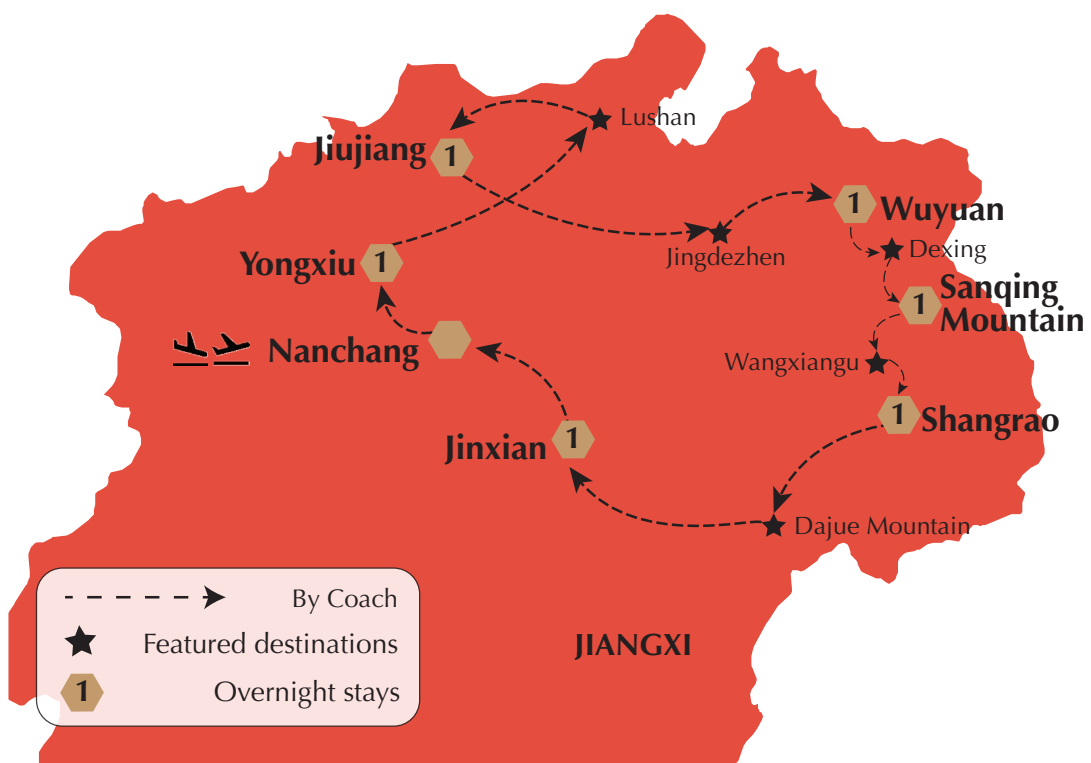 Lushan
Jiujiang
1
1
Wuyuan
Jingdezhen
Dexing
Yongxiu
1
Sanqing
Mountain
1
Nanchang
Wangxiangu
1
Shangrao
Jinxian
1
Dajue Mountain
By Coach
Featured destinations
1
Overnight stays
JIANGXI